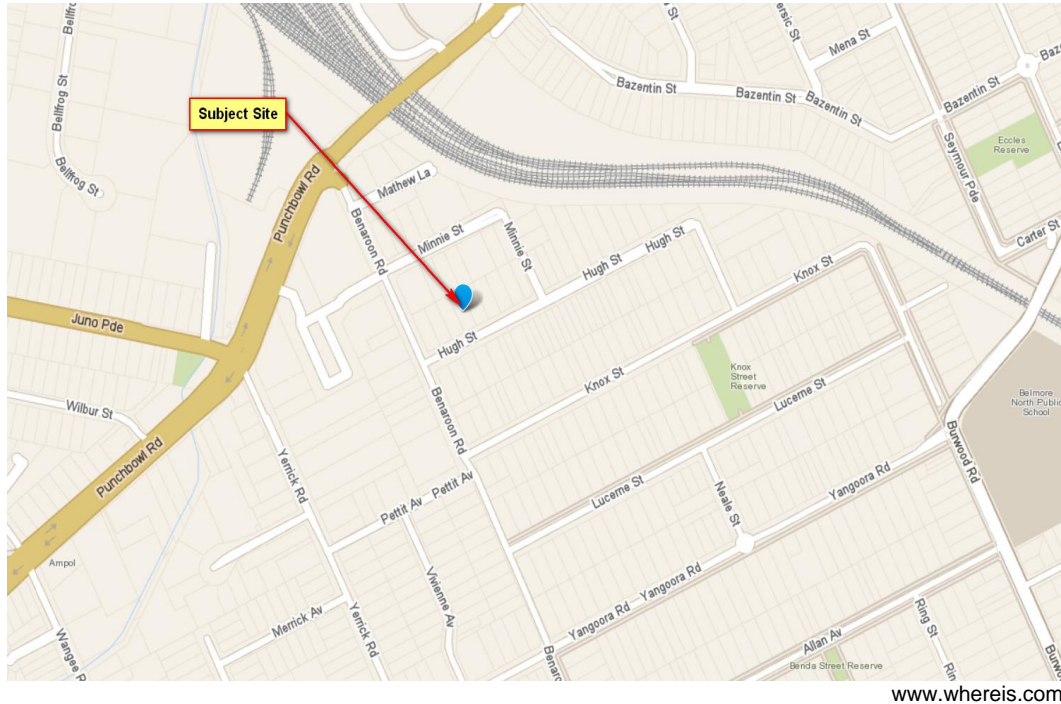 Bellfrog St
Bellfrog St
Subject Site
Punchbowl Rd
Mathew La
Benaroon Rd
Minnie St
Minnie St
Hugh St
Hugh St
Hugh St
Bazentin St
Bazentin St
Bazentin St
Bazentin St
Mena St
Eccles
Reserve
Seymour Pde
Carter St
Knox St
Knox St
Knox
Street
Reserve
Juno Pde
Wilbur St
Punchbowl Rd
Yerrick Rd
Benaroon Rd
Pettit Av
Pettit Av
Lucerne St
Lucerne St
Neale St
Yangoora Rd
Burwood Rd
Belmore
North Public
School
Ampol
Vivienne Av
Merrick Av
Yerrick Rd
Yangoora Rd
Yangoora Rd
Allan Av
Ring St
Benda Street Reserve
www.whereis.com